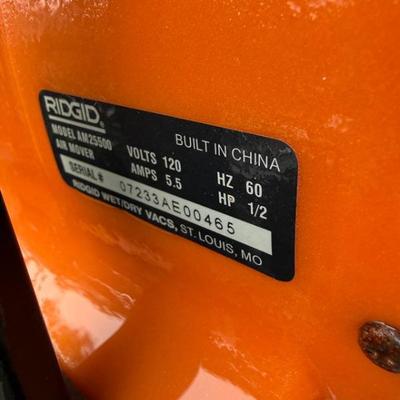 RIDGID®
MODEL AM25500 BUILT IN CHINA
AIR MOVER VOLTS 120 HZ 60
AMPS 5.5 HP 1/2
SERIAL # 07233AE00465
RIDGID WET/DRY VACS, ST. LOUIS, MO